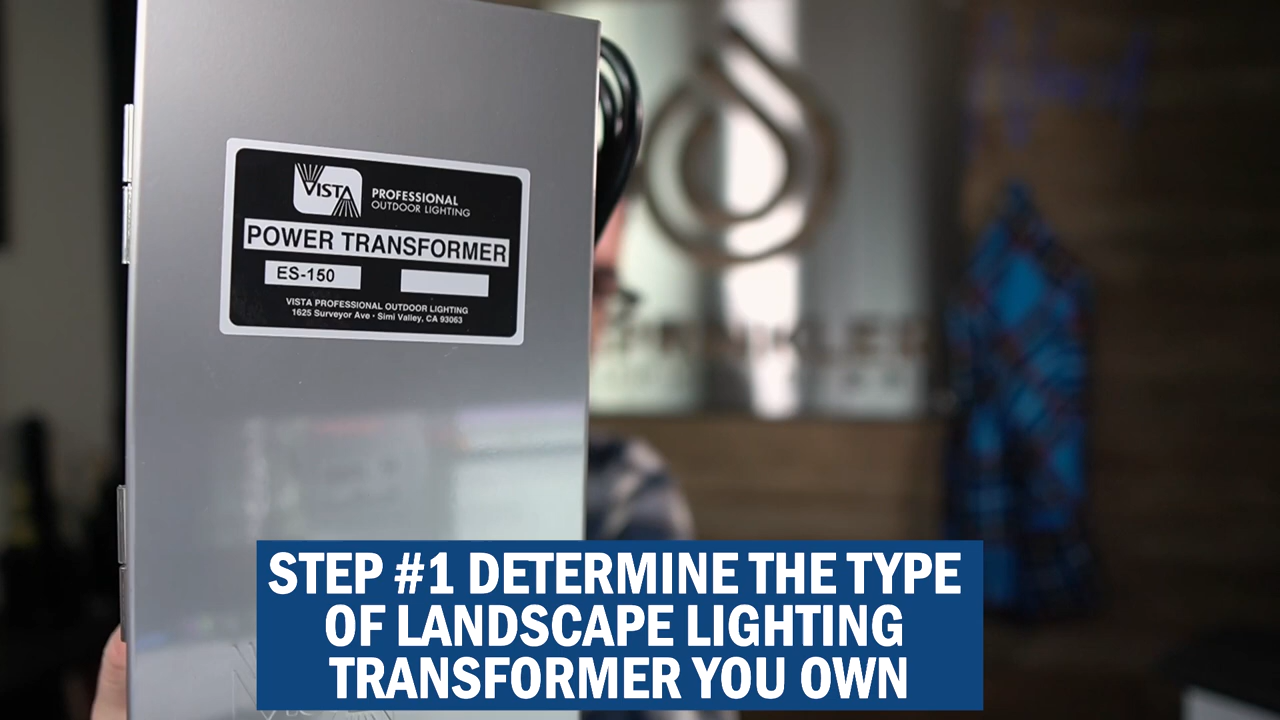 VISTA
PROFESSIONAL
OUTDOOR LIGHTING
POWER TRANSFORMER
ES-150
VISTA PROFESSIONAL OUTDOOR LIGHTING
1625 Surveyor Ave • Simi Valley, CA 93063
STEP #1 DETERMINE THE TYPE
OF LANDSCAPE LIGHTING
TRANSFORMER YOU OWN